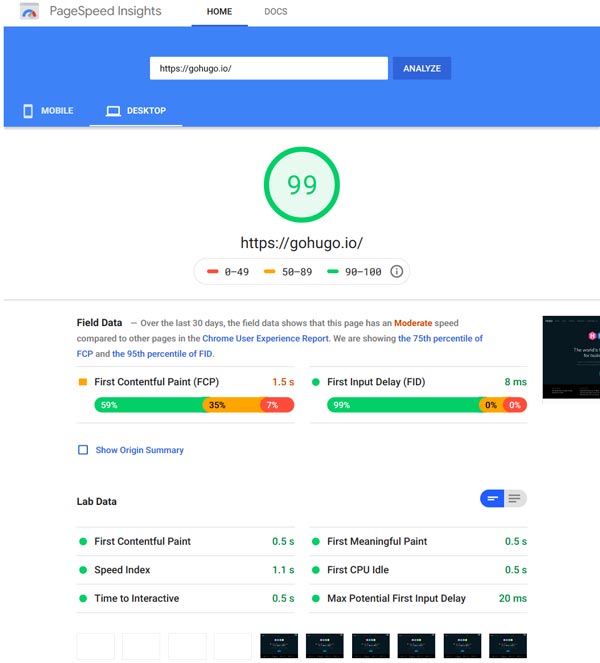 PageSpeed Insights
HOME
DOCS
https://gohugo.io/
ANALYZE
MOBILE
DESKTOP
99
https://gohugo.io/
0–49
50–89
90–100
Field Data — Over the last 30 days, the field data shows that this page has an Moderate speed
compared to other pages in the Chrome User Experience Report. We are showing the 75th percentile of
FCP and the 95th percentile of FID.
First Contentful Paint (FCP) 1.5 s
59% 35% 7%
First Input Delay (FID) 8 ms
99% 0% 0%
Show Origin Summary
Lab Data
First Contentful Paint 0.5 s
First Meaningful Paint 0.5 s
Speed Index 1.1 s
First CPU Idle 0.5 s
Time to Interactive 0.5 s
Max Potential First Input Delay 20 ms
The world's f
for buil